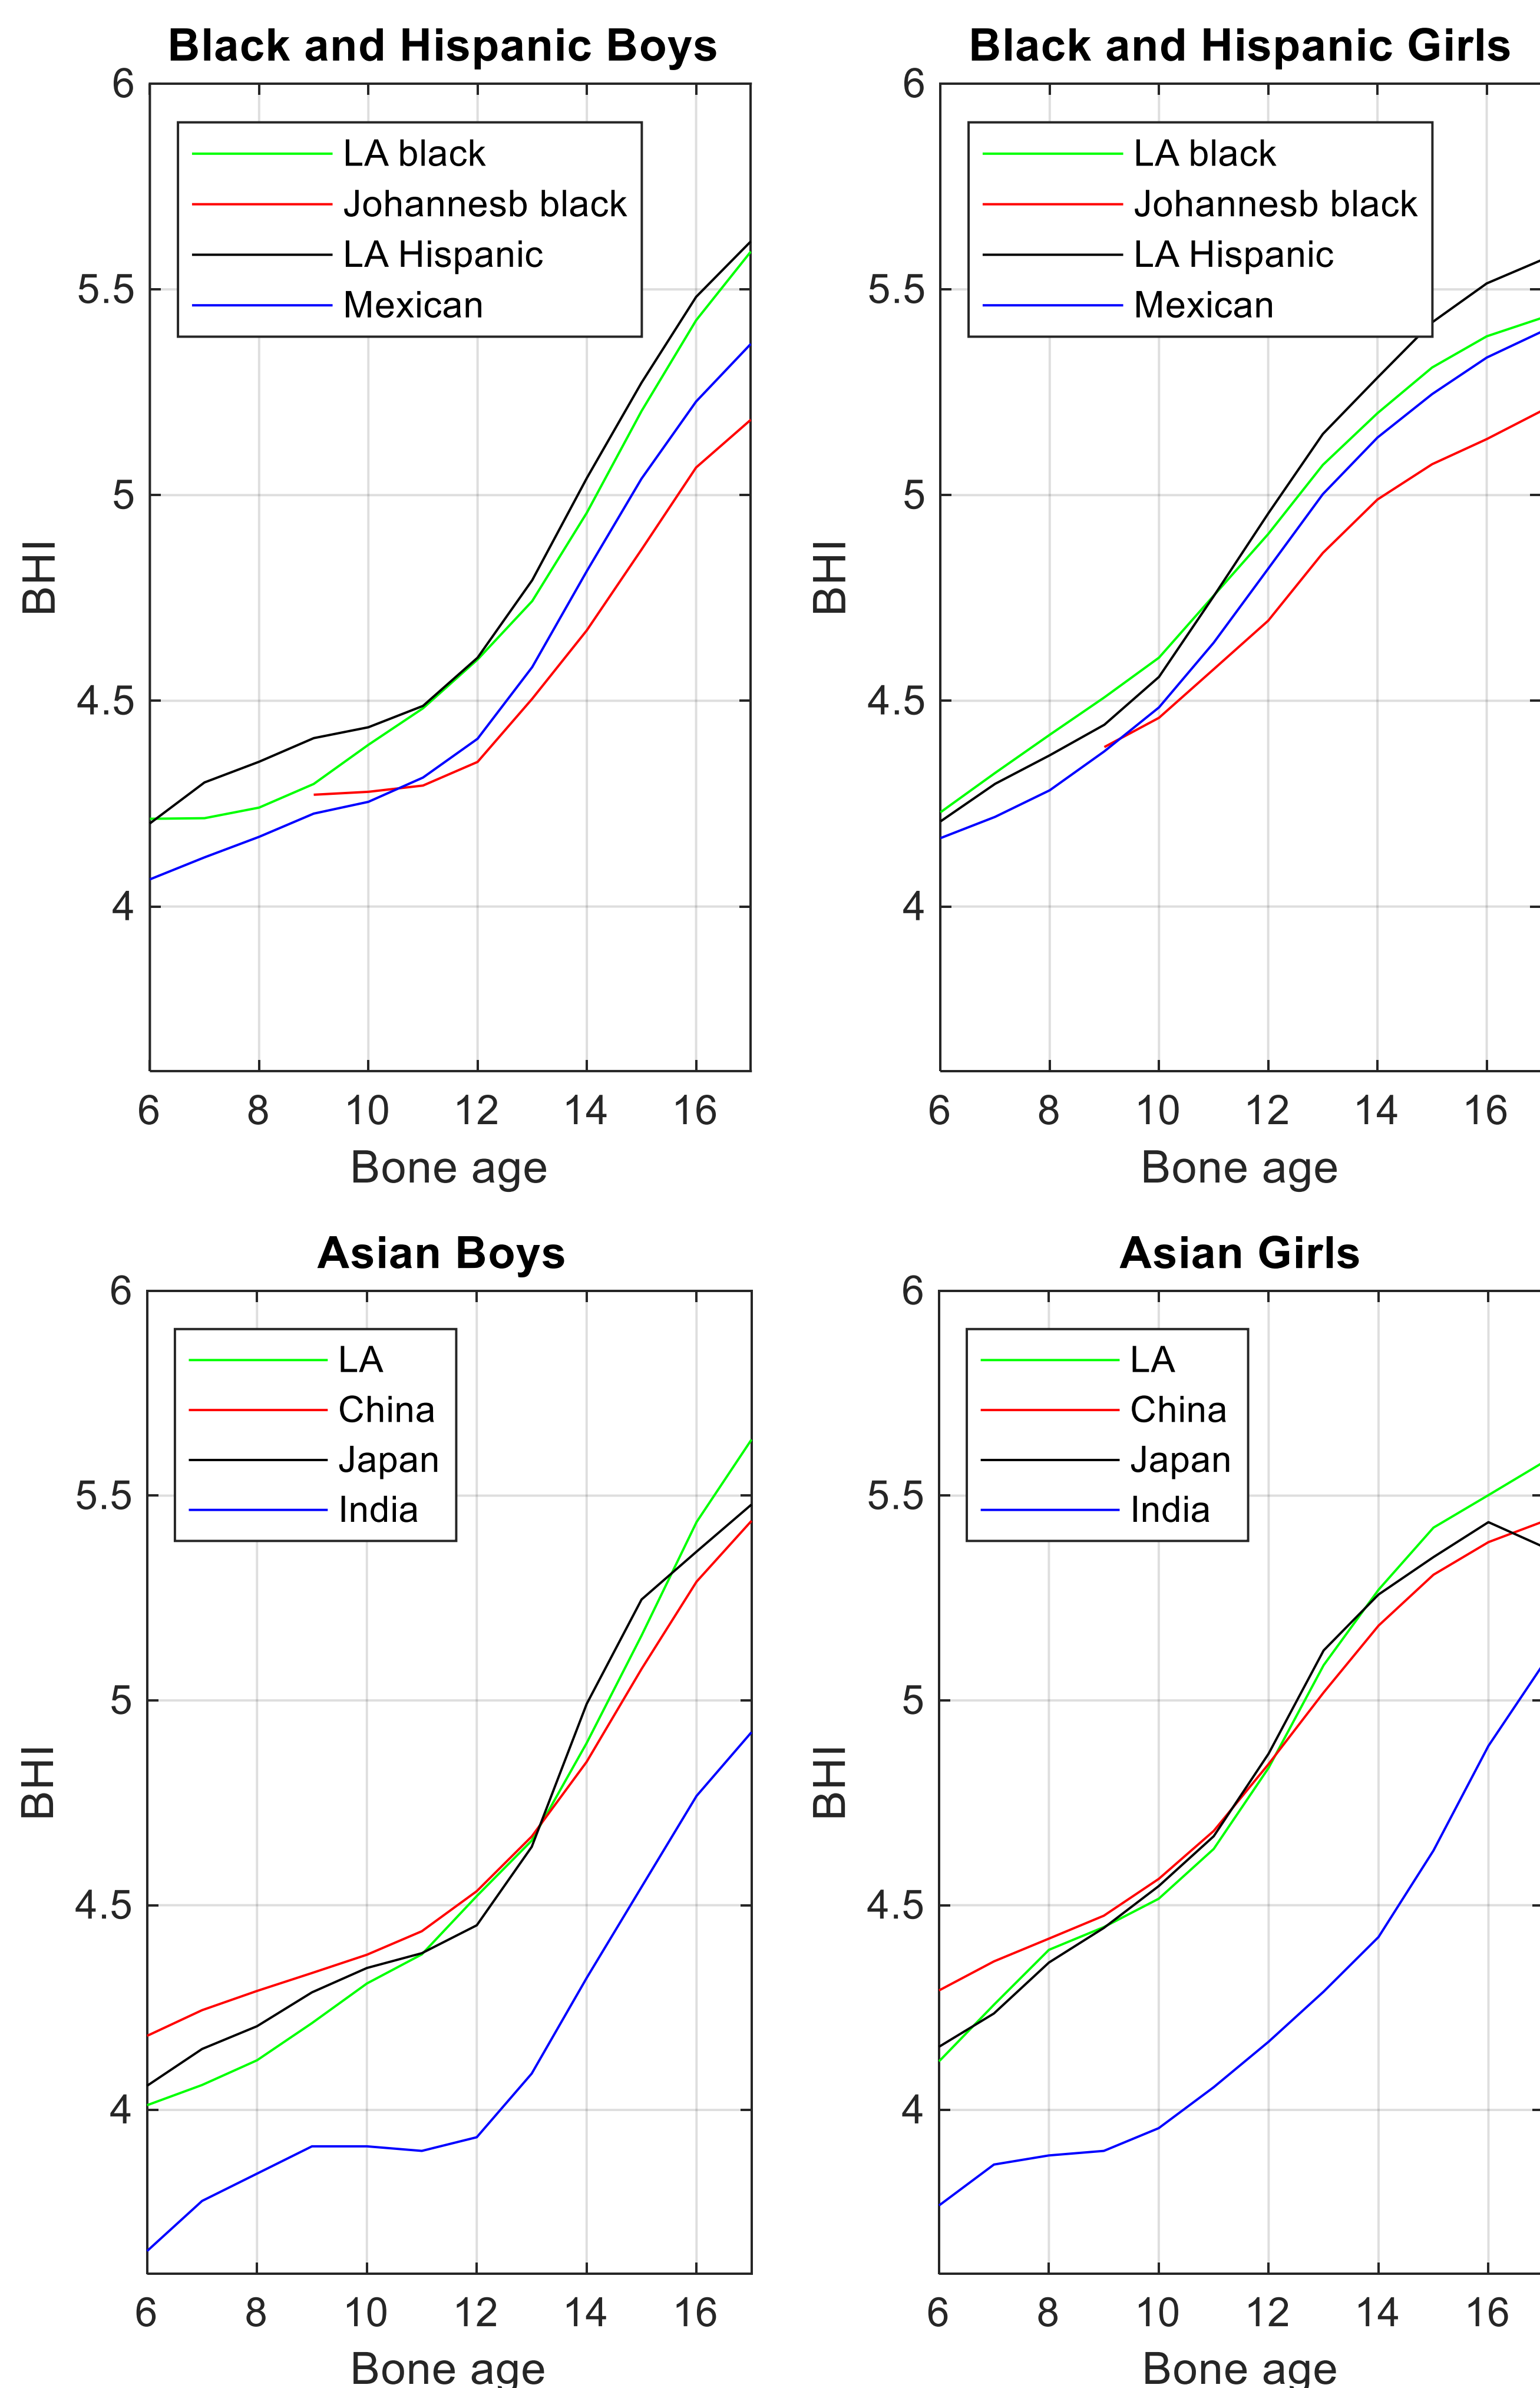 Black and Hispanic Boys
6
5.5
5
4.5
4
BHI
LA black
Johannesb black
LA Hispanic
Mexican
6 8 10 12 14 16
Bone age
Black and Hispanic Girls
6
5.5
5
4.5
4
BHI
LA black
Johannesb black
LA Hispanic
Mexican
6 8 10 12 14 16
Bone age
Asian Boys
6
5.5
5
4.5
4
BHI
LA
China
Japan
India
6 8 10 12 14 16
Bone age
Asian Girls
6
5.5
5
4.5
4
BHI
LA
China
Japan
India
6 8 10 12 14 16
Bone age